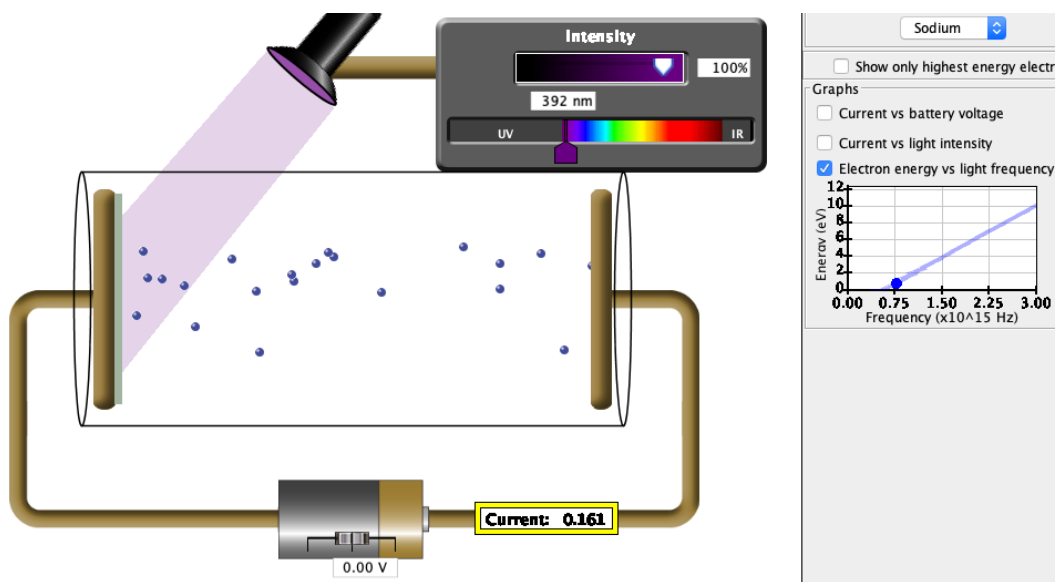 Intensity
100%
392 nm
UV
IR
Sodium
Show only highest energy electr
Graphs
Current vs battery voltage
Current vs light intensity
Electron energy vs light frequency
12
10
8
6
4
2
0
Energy (eV)
0.00 0.75 1.50 2.25 3.00
Frequency (x10^15 Hz)
Current: 0.161
0.00 V